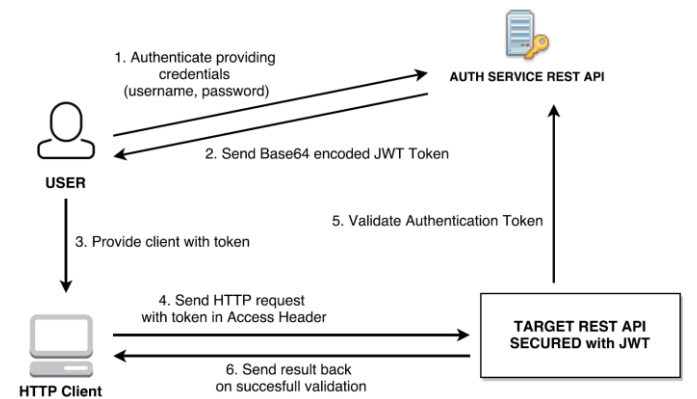 1. Authenticate providing
credentials
(username, password)
AUTH SERVICE REST API
2. Send Base64 encoded JWT Token
USER
5. Validate Authentication Token
3. Provide client with token
4. Send HTTP request
with token in Access Header
TARGET REST API
SECURED with JWT
6. Send result back
on succesfull validation
HTTP Client